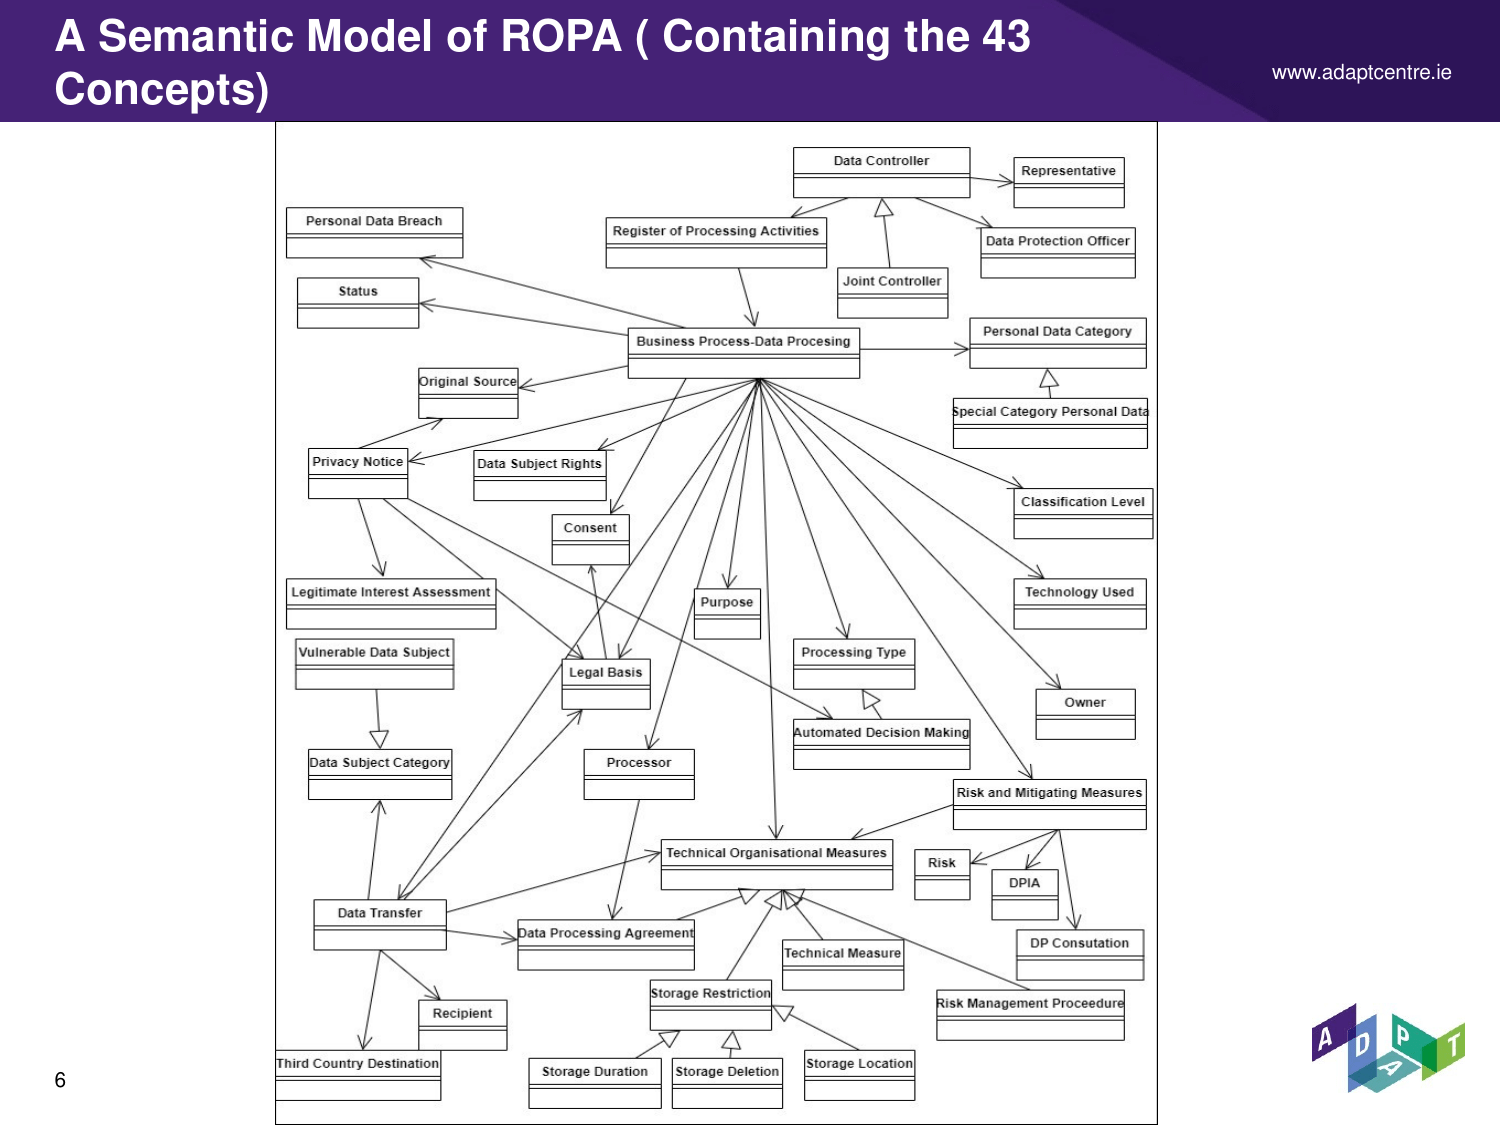 A Semantic Model of ROPA ( Containing the 43
Concepts)
www.adaptcentre.ie
Data Controller
Representative
Personal Data Breach
Register of Processing Activities
Data Protection Officer
Status
Joint Controller
Business Process-Data Procesing
Personal Data Category
Original Source
Special Category Personal Data
Privacy Notice
Data Subject Rights
Classification Level
Consent
Legitimate Interest Assessment
Purpose
Technology Used
Vulnerable Data Subject
Legal Basis
Processing Type
Owner
Automated Decision Making
Data Subject Category
Processor
Risk and Mitigating Measures
Technical Organisational Measures
Risk
DPIA
Data Transfer
Data Processing Agreement
Technical Measure
DP Consutation
Storage Restriction
Risk Management Proceedure
Recipient
Third Country Destination
Storage Duration
Storage Deletion
Storage Location
ADAPT
6